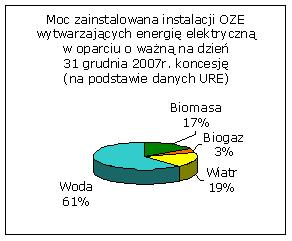 Moc zainstalowana instalacji OZE
wytwarzających energię elektryczną
w oparciu o ważną na dzień
31 grudnia 2007r. koncesję
(na podstawie danych URE)
Biomasa
17%
Biogaz
3%
Wiatr
19%
Woda
61%